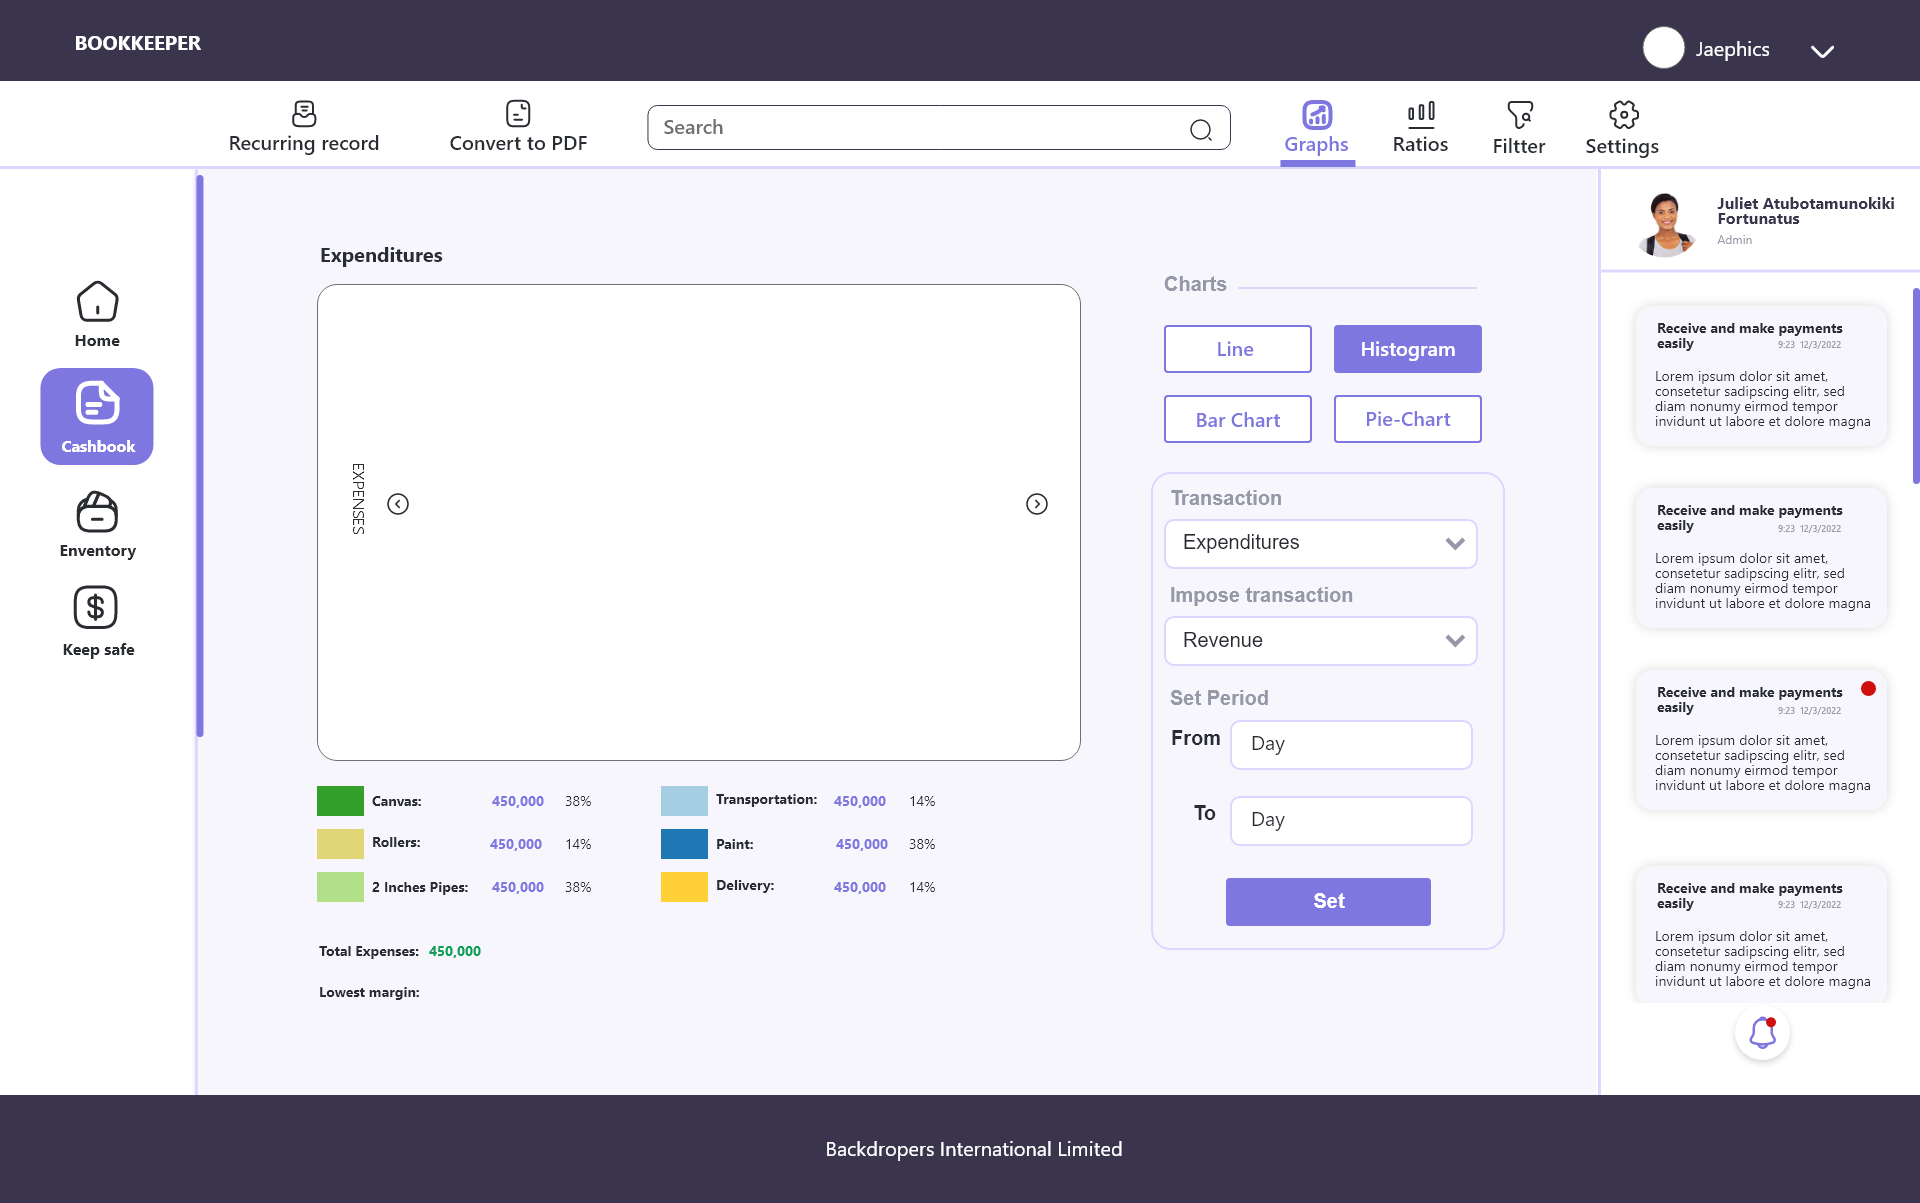 BOOKKEEPER
Jaephics
Recurring record
Convert to PDF
Search
Graphs
Ratios
Filtter
Settings
Home
Cashbook
Enventory
$
Keep safe
Expenditures
EXPENSES
Canvas: 450,000 38%
Transportation: 450,000 14%
Rollers: 450,000 14%
Paint: 450,000 38%
2 Inches Pipes: 450,000 38%
Delivery: 450,000 14%
Total Expenses: 450,000
Lowest margin:
Charts
Line
Histogram
Bar Chart
Pie-Chart
Transaction
Expenditures
Impose transaction
Revenue
Set Period
From Day
To Day
Set
Juliet Atubotamunokiki
Fortunatus
Admin
Receive and make payments
easily 9:23 12/3/2022
Lorem ipsum dolor sit amet,
consetetur sadipscing elitr, sed
diam nonumy eirmod tempor
invidunt ut labore et dolore magna
Receive and make payments
easily 9:23 12/3/2022
Lorem ipsum dolor sit amet,
consetetur sadipscing elitr, sed
diam nonumy eirmod tempor
invidunt ut labore et dolore magna
Receive and make payments
easily 9:23 12/3/2022
Lorem ipsum dolor sit amet,
consetetur sadipscing elitr, sed
diam nonumy eirmod tempor
invidunt ut labore et dolore magna
Receive and make payments
easily 9:23 12/3/2022
Lorem ipsum dolor sit amet,
consetetur sadipscing elitr, sed
diam nonumy eirmod tempor
invidunt ut labore et dolore magna
Backdropers International Limited